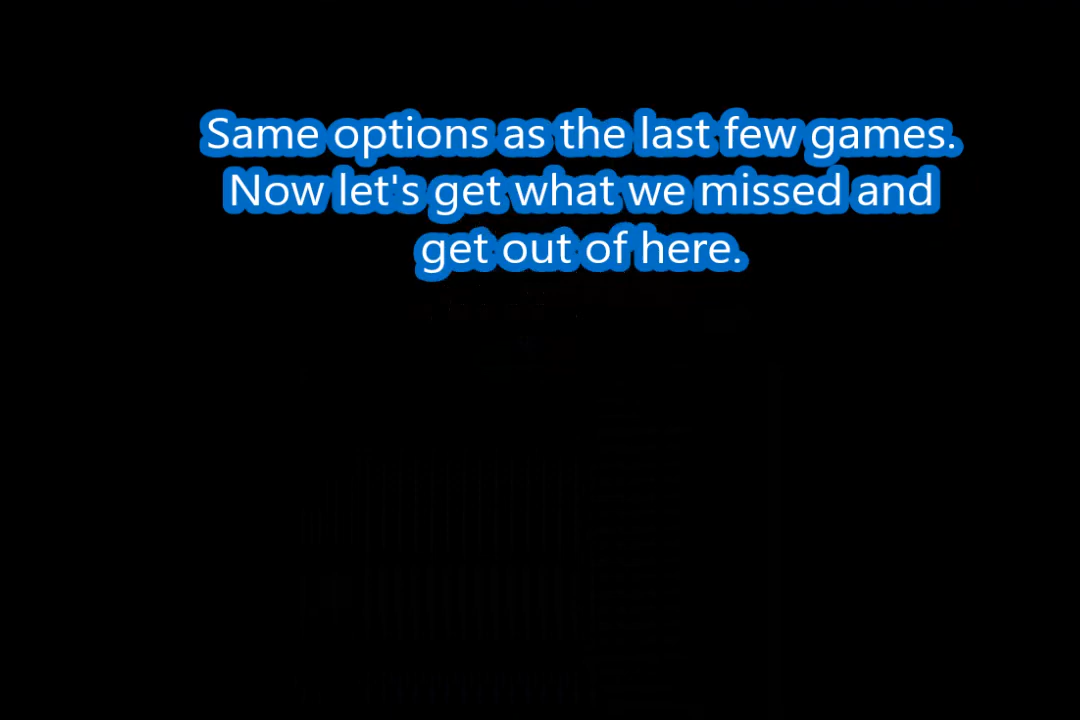 Same options as the last few games.
Now let's get what we missed and
get out of here.